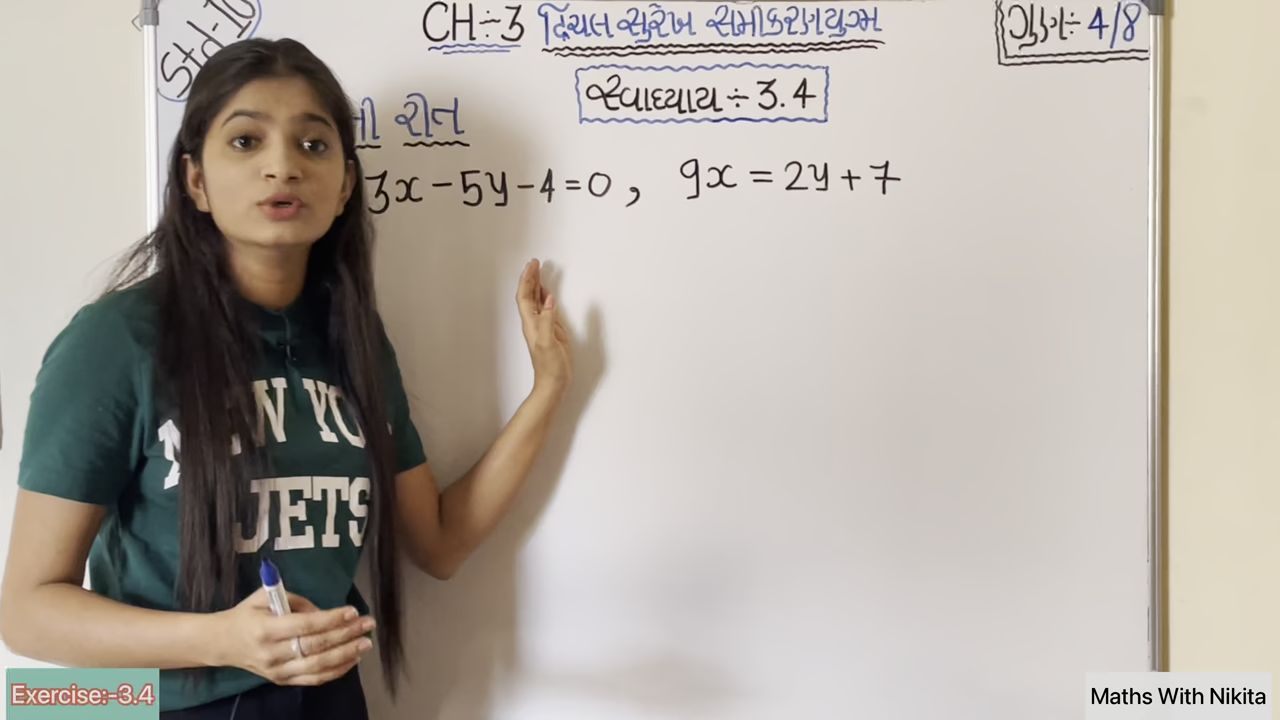 Std-10
CH÷3 દ્વિચલ સુરેખ સમીકરણયુગ્મ
ગુણ÷ 4/8
સ્વાધ્યાય ÷ 3.4
રીત
3x - 5y - 4 = 0 , 9x = 2y + 7
NEW YO
JETS
Exercise:-3.4
Maths With Nikita